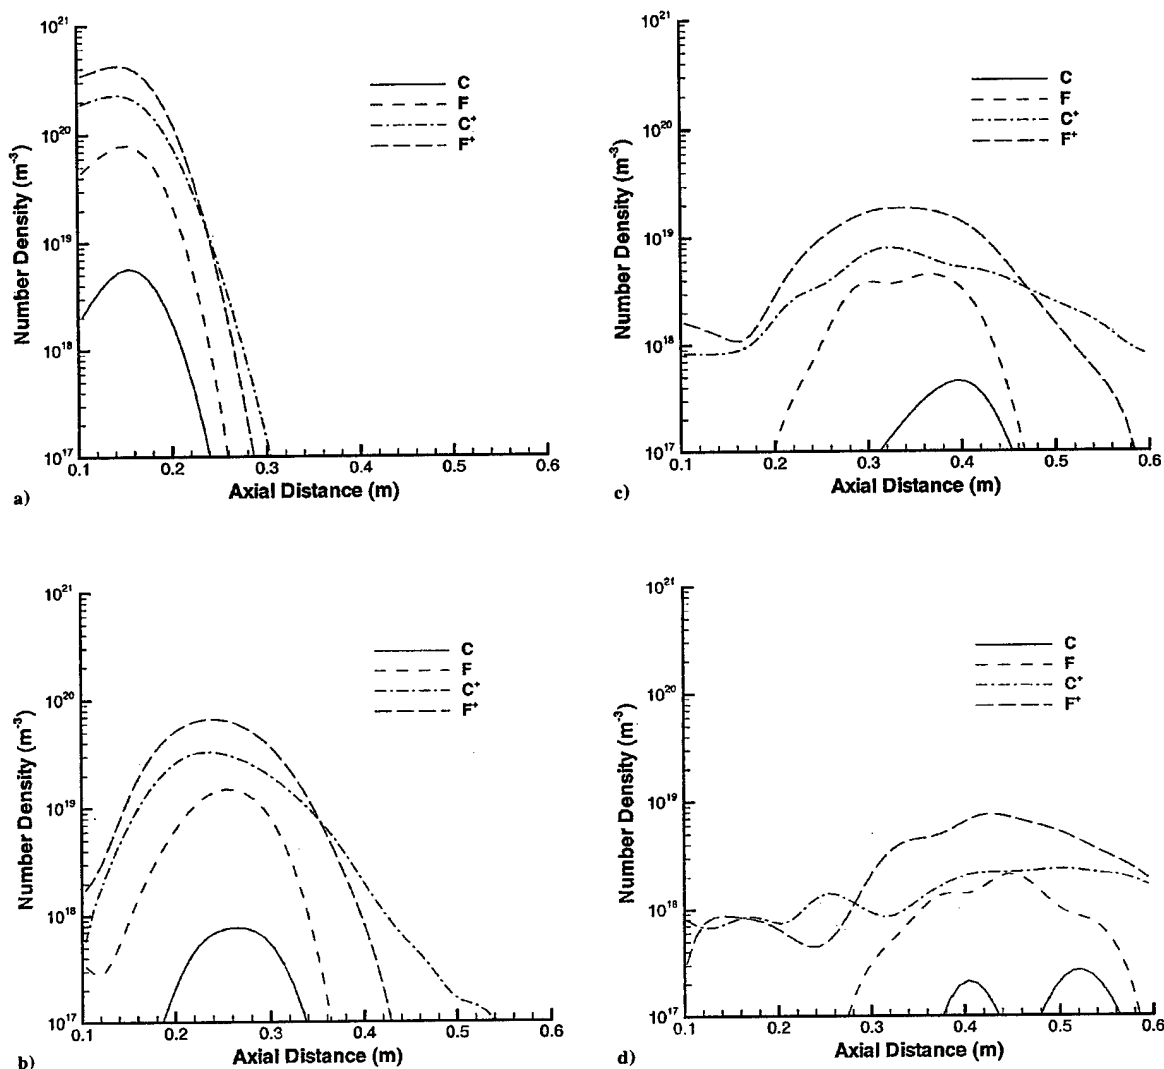 10²¹
10²⁰
10¹⁹
10¹⁸
10¹⁷
Number Density (m⁻³)
C
F
C⁺
F⁺
0.1 0.2 0.3 0.4 0.5 0.6
Axial Distance (m)
a)
10²¹
10²⁰
10¹⁹
10¹⁸
10¹⁷
Number Density (m⁻³)
C
F
C⁺
F⁺
0.1 0.2 0.3 0.4 0.5 0.6
Axial Distance (m)
c)
10²¹
10²⁰
10¹⁹
10¹⁸
10¹⁷
Number Density (m⁻³)
C
F
C⁺
F⁺
0.1 0.2 0.3 0.4 0.5 0.6
Axial Distance (m)
b)
10²¹
10²⁰
10¹⁹
10¹⁸
10¹⁷
Number Density (m⁻³)
C
F
C⁺
F⁺
0.1 0.2 0.3 0.4 0.5 0.6
Axial Distance (m)
d)